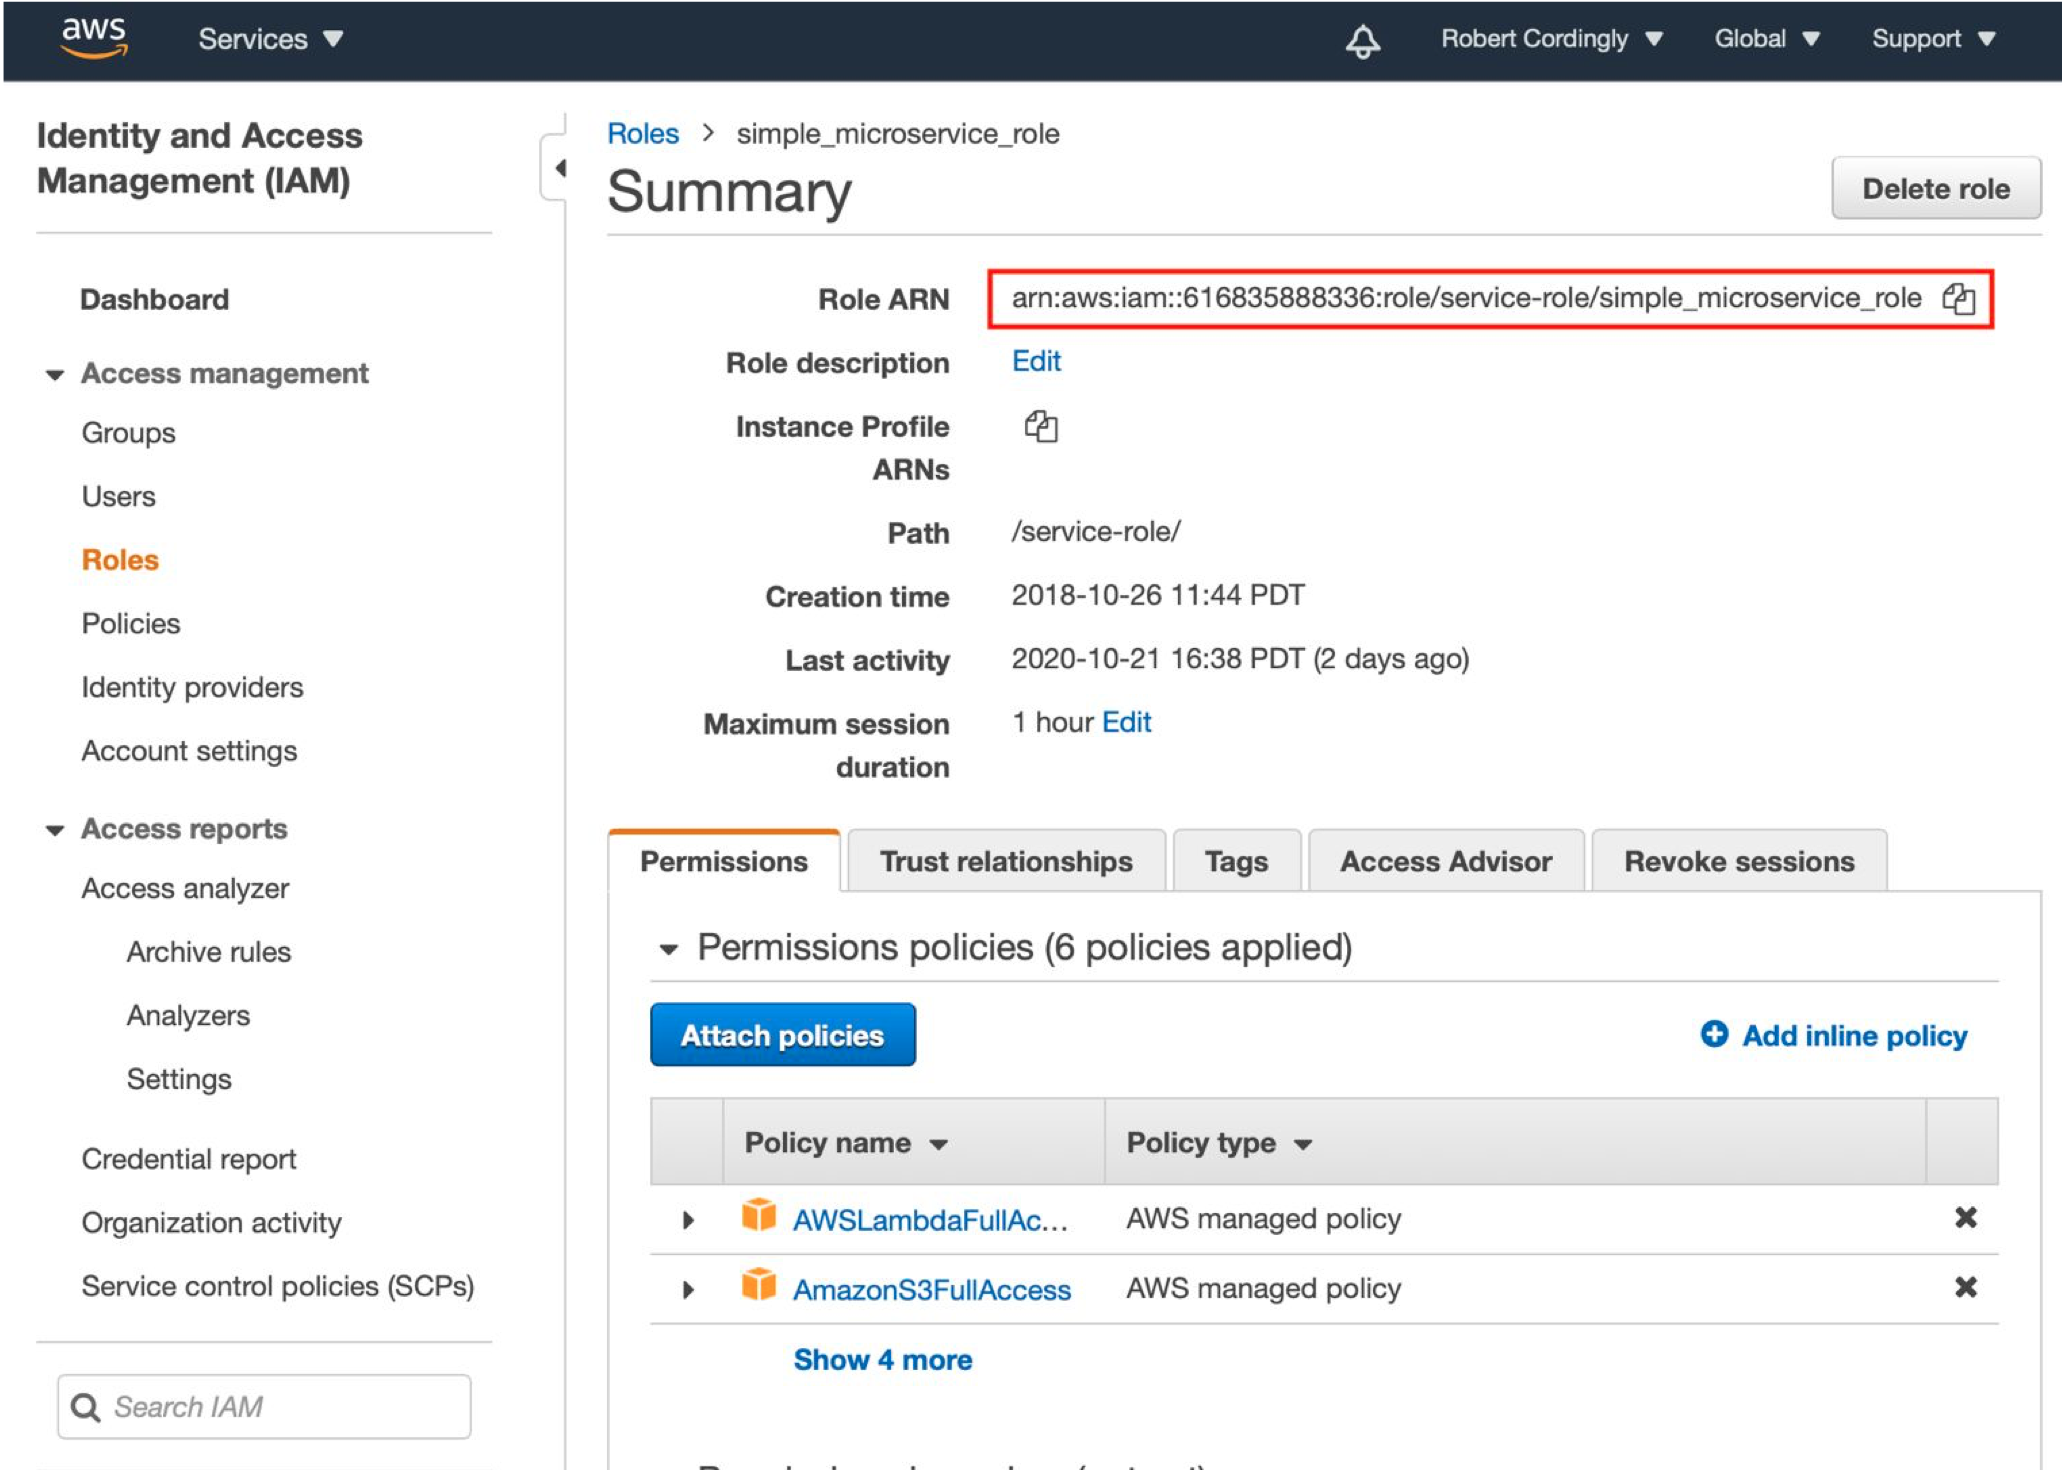 aws Services Robert Cordingly Global Support
Identity and Access
Management (IAM)
Dashboard
Access management
Groups
Users
Roles
Policies
Identity providers
Account settings
Access reports
Access analyzer
Archive rules
Analyzers
Settings
Credential report
Organization activity
Service control policies (SCPs)
Search IAM
Roles > simple_microservice_role
Summary
Delete role
Role ARN arn:aws:iam::616835888336:role/service-role/simple_microservice_role
Role description Edit
Instance Profile
ARNs
Path /service-role/
Creation time 2018-10-26 11:44 PDT
Last activity 2020-10-21 16:38 PDT (2 days ago)
Maximum session 1 hour Edit
duration
Permissions Trust relationships Tags Access Advisor Revoke sessions
Permissions policies (6 policies applied)
Attach policies Add inline policy
Policy name Policy type
AWSLambdaFullAc... AWS managed policy
AmazonS3FullAccess AWS managed policy
Show 4 more